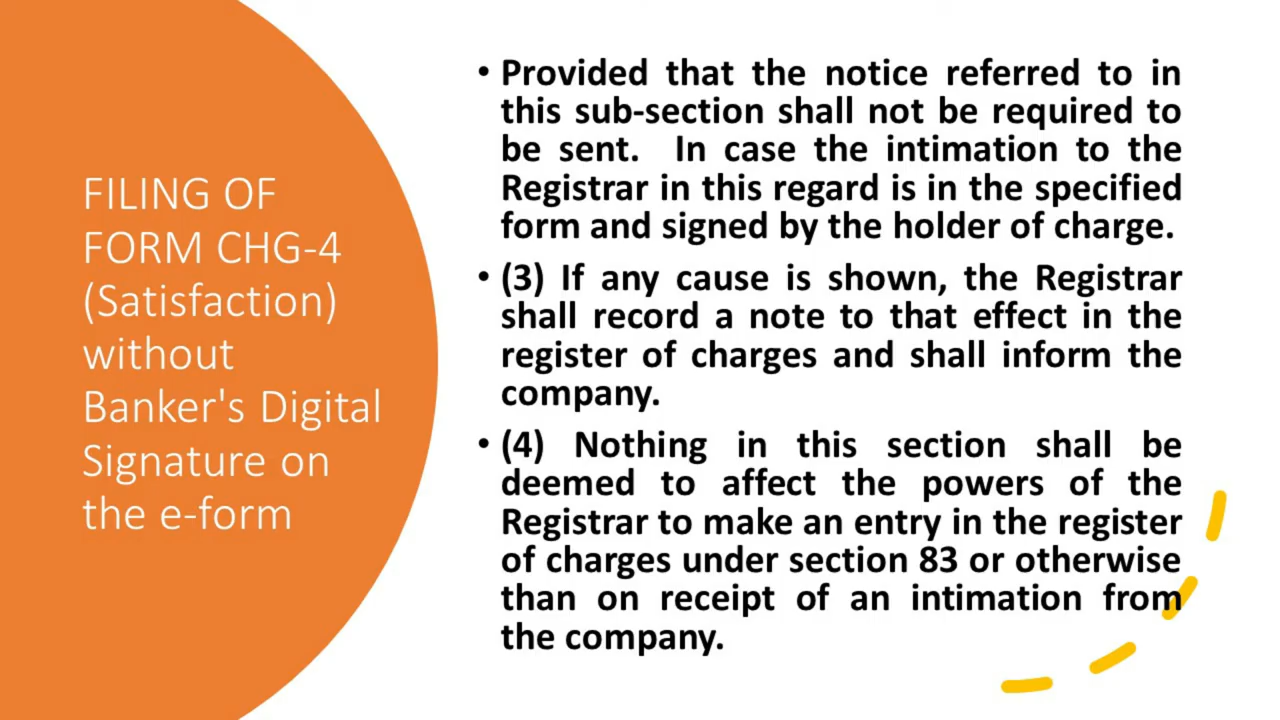 FILING OF
FORM CHG-4
(Satisfaction)
without
Banker's Digital
Signature on
the e-form
• Provided that the notice referred to in
this sub-section shall not be required to
be sent. In case the intimation to the
Registrar in this regard is in the specified
form and signed by the holder of charge.
• (3) If any cause is shown, the Registrar
shall record a note to that effect in the
register of charges and shall inform the
company.
• (4) Nothing in this section shall be
deemed to affect the powers of the
Registrar to make an entry in the register
of charges under section 83 or otherwise
than on receipt of an intimation from
the company.